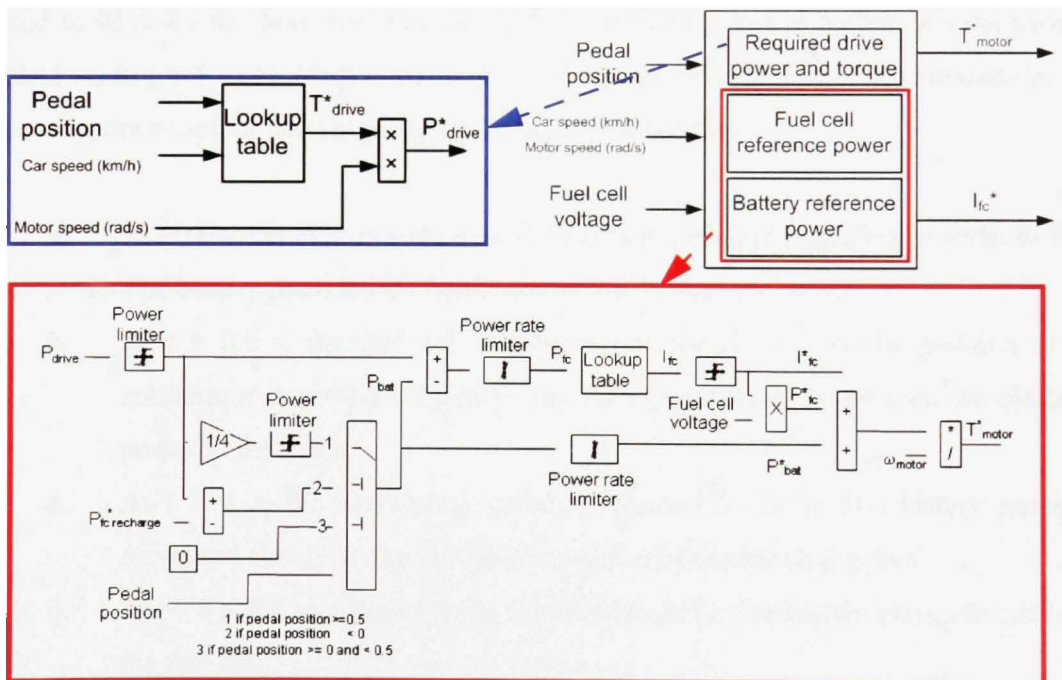 Pedal
position
Car speed (km/h)
Lookup
table
T*drive
P*drive
×
×
Motor speed (rad/s)
Pedal
position
Car speed (km/h)
Motor speed (rad/s)
Fuel cell
voltage
Required drive
power and torque
Fuel cell
reference power
Battery reference
power
T*motor
Ifc*
Power
limiter
Pdrive
1/4
Power
limiter
1
2
3
+
-
Pfc recharge
0
Pedal
position
1 if pedal position >=0.5
2 if pedal position < 0
3 if pedal position >= 0 and < 0.5
Pbat
+
-
Power rate
limiter
Pfc
Lookup
table
Ifc
I*fc
Fuel cell
voltage
X
P*fc
Power rate
limiter
P*bat
+
+
ωmotor
*
/
T*motor